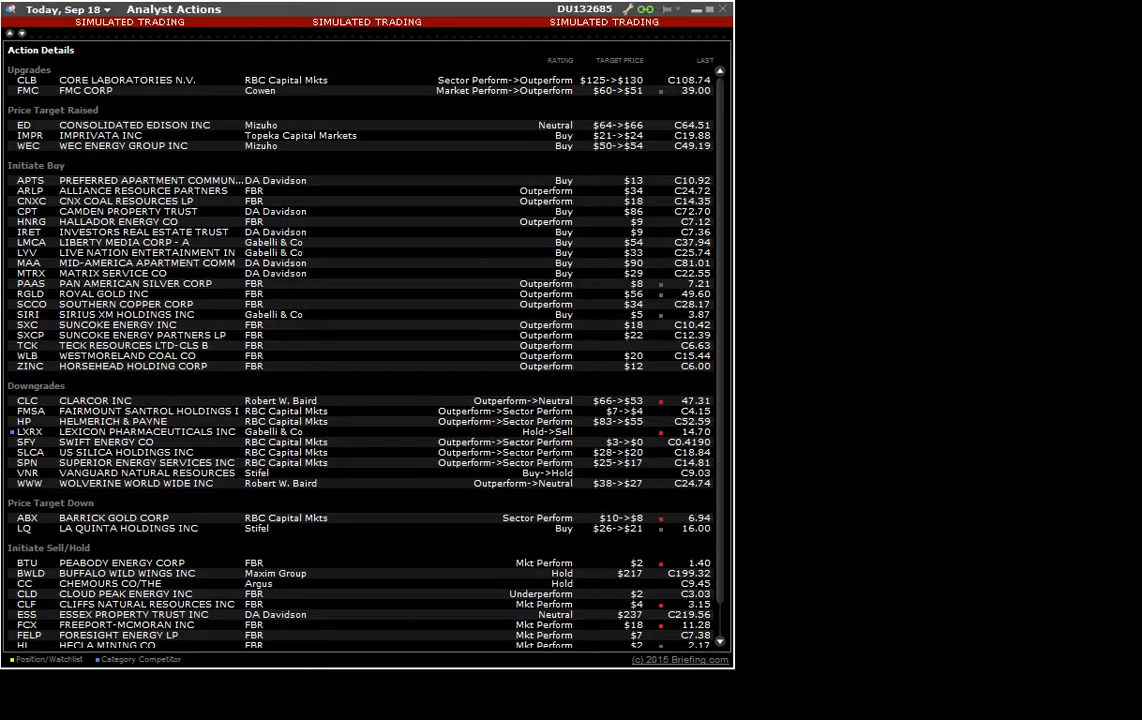 Today, Sep 18 Analyst Actions DU132685
SIMULATED TRADING SIMULATED TRADING SIMULATED TRADING
Action Details
RATING TARGET PRICE LAST
Upgrades
CLB CORE LABORATORIES N.V. RBC Capital Mkts Sector Perform->Outperform $125->$130 C108.74
FMC FMC CORP Cowen Market Perform->Outperform $60->$51 39.00
Price Target Raised
ED CONSOLIDATED EDISON INC Mizuho Neutral $64->$66 C64.51
IMPR IMPRIVATA INC Topeka Capital Markets Buy $21->$24 C19.88
WEC WEC ENERGY GROUP INC Mizuho Buy $50->$54 C49.19
Initiate Buy
APTS PREFERRED APARTMENT COMMUN... DA Davidson Buy $13 C10.92
ARLP ALLIANCE RESOURCE PARTNERS FBR Outperform $34 C24.72
CNXC CNX COAL RESOURCES LP FBR Outperform $18 C14.35
CPT CAMDEN PROPERTY TRUST DA Davidson Buy $86 C72.70
HNRG HALLADOR ENERGY CO FBR Outperform $9 C7.12
IRET INVESTORS REAL ESTATE TRUST DA Davidson Buy $9 C7.36
LMCA LIBERTY MEDIA CORP - A Gabelli & Co Buy $54 C37.94
LYV LIVE NATION ENTERTAINMENT IN Gabelli & Co Buy $33 C25.74
MAA MID-AMERICA APARTMENT COMM DA Davidson Buy $90 C81.01
MTRX MATRIX SERVICE CO DA Davidson Buy $29 C22.55
PAAS PAN AMERICAN SILVER CORP FBR Outperform $8 7.21
RGLD ROYAL GOLD INC FBR Outperform $56 49.60
SCCO SOUTHERN COPPER CORP FBR Outperform $34 C28.17
SIRI SIRIUS XM HOLDINGS INC Gabelli & Co Buy $5 3.87
SXC SUNCOKE ENERGY INC FBR Outperform $18 C10.42
SXCP SUNCOKE ENERGY PARTNERS LP FBR Outperform $22 C12.39
TCK TECK RESOURCES LTD-CLS B FBR Outperform C6.63
WLB WESTMORELAND COAL CO FBR Outperform $20 C15.44
ZINC HORSEHEAD HOLDING CORP FBR Outperform $12 C6.00
Downgrades
CLC CLARCOR INC Robert W. Baird Outperform->Neutral $66->$53 47.31
FMSA FAIRMOUNT SANTROL HOLDINGS I RBC Capital Mkts Outperform->Sector Perform $7->$4 C4.15
HP HELMERICH & PAYNE RBC Capital Mkts Outperform->Sector Perform $83->$55 C52.59
LXRX LEXICON PHARMACEUTICALS INC Gabelli & Co Hold->Sell 14.70
SFY SWIFT ENERGY CO RBC Capital Mkts Outperform->Sector Perform $3->$0 C0.4190
SLCA US SILICA HOLDINGS INC RBC Capital Mkts Outperform->Sector Perform $28->$20 C18.84
SPN SUPERIOR ENERGY SERVICES INC RBC Capital Mkts Outperform->Sector Perform $25->$17 C14.81
VNR VANGUARD NATURAL RESOURCES Stifel Buy->Hold C9.03
WWW WOLVERINE WORLD WIDE INC Robert W. Baird Outperform->Neutral $38->$27 C24.74
Price Target Down
ABX BARRICK GOLD CORP RBC Capital Mkts Sector Perform $10->$8 6.94
LQ LA QUINTA HOLDINGS INC Stifel Buy $26->$21 16.00
Initiate Sell/Hold
BTU PEABODY ENERGY CORP FBR Mkt Perform $2 1.40
BWLD BUFFALO WILD WINGS INC Maxim Group Hold $217 C199.32
CC CHEMOURS CO/THE Argus Hold C9.45
CLD CLOUD PEAK ENERGY INC FBR Underperform $2 C3.03
CLF CLIFFS NATURAL RESOURCES INC FBR Mkt Perform $4 3.15
ESS ESSEX PROPERTY TRUST INC DA Davidson Neutral $237 C219.56
FCX FREEPORT-MCMORAN INC FBR Mkt Perform $18 11.28
FELP FORESIGHT ENERGY LP FBR Mkt Perform $7 C7.38
HL HECLA MINING CO FBR Mkt Perform $2 2.17
Position/Watchlist Category Competitor (c) 2015 Briefing.com